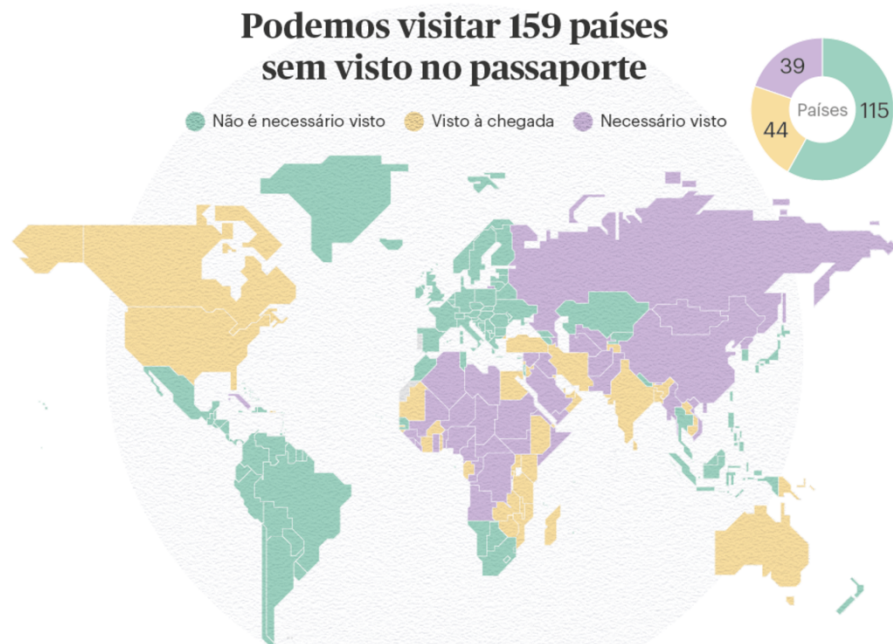 Podemos visitar 159 países
sem visto no passaporte
Não é necessário visto
Visto à chegada
Necessário visto
39
44
Países
115